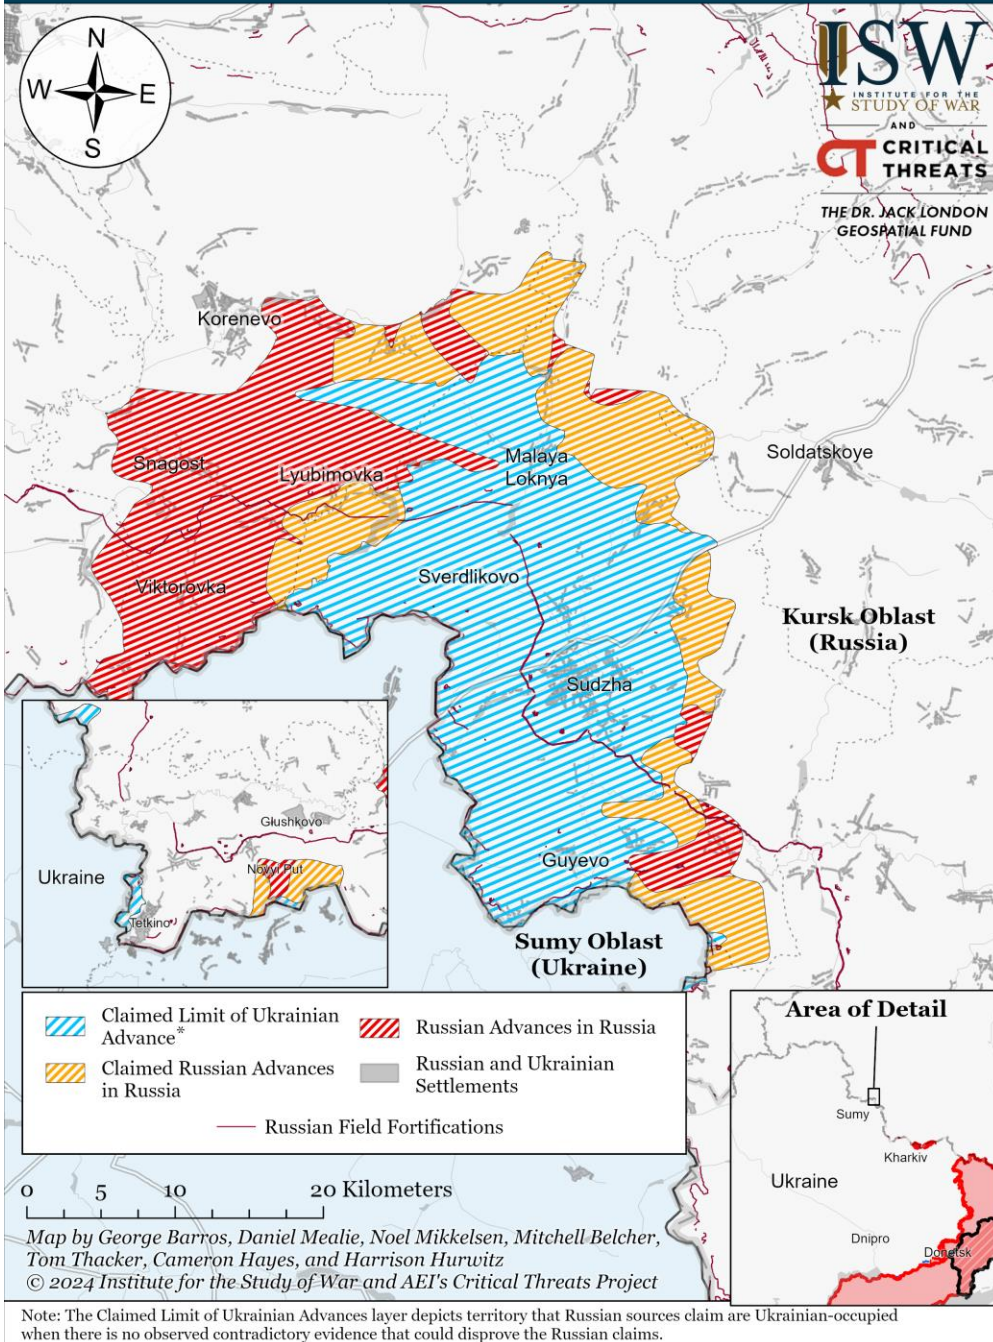 N
W
E
S
ISW
INSTITUTE FOR THE
STUDY OF WAR
AND
CT CRITICAL
THREATS
THE DR. JACK LONDON
GEOSPATIAL FUND
Korenevo
Snagost
Lyubimovka
Malaya
Loknya
Soldatskoye
Viktorovka
Sverdlikovo
Kursk Oblast
(Russia)
Sudzha
Guyevo
Sumy Oblast
(Ukraine)
Glushkovo
Novyi Put
Ukraine
Tetkino
Claimed Limit of Ukrainian
Advance*
Claimed Russian Advances
in Russia
Russian Advances in Russia
Russian and Ukrainian
Settlements
Russian Field Fortifications
Area of Detail
Sumy
Kharkiv
Ukraine
Dnipro
Donetsk
0 5 10 20 Kilometers
Map by George Barros, Daniel Mealie, Noel Mikkelsen, Mitchell Belcher,
Tom Thacker, Cameron Hayes, and Harrison Hurwitz
© 2024 Institute for the Study of War and AEI's Critical Threats Project
Note: The Claimed Limit of Ukrainian Advances layer depicts territory that Russian sources claim are Ukrainian-occupied
when there is no observed contradictory evidence that could disprove the Russian claims.